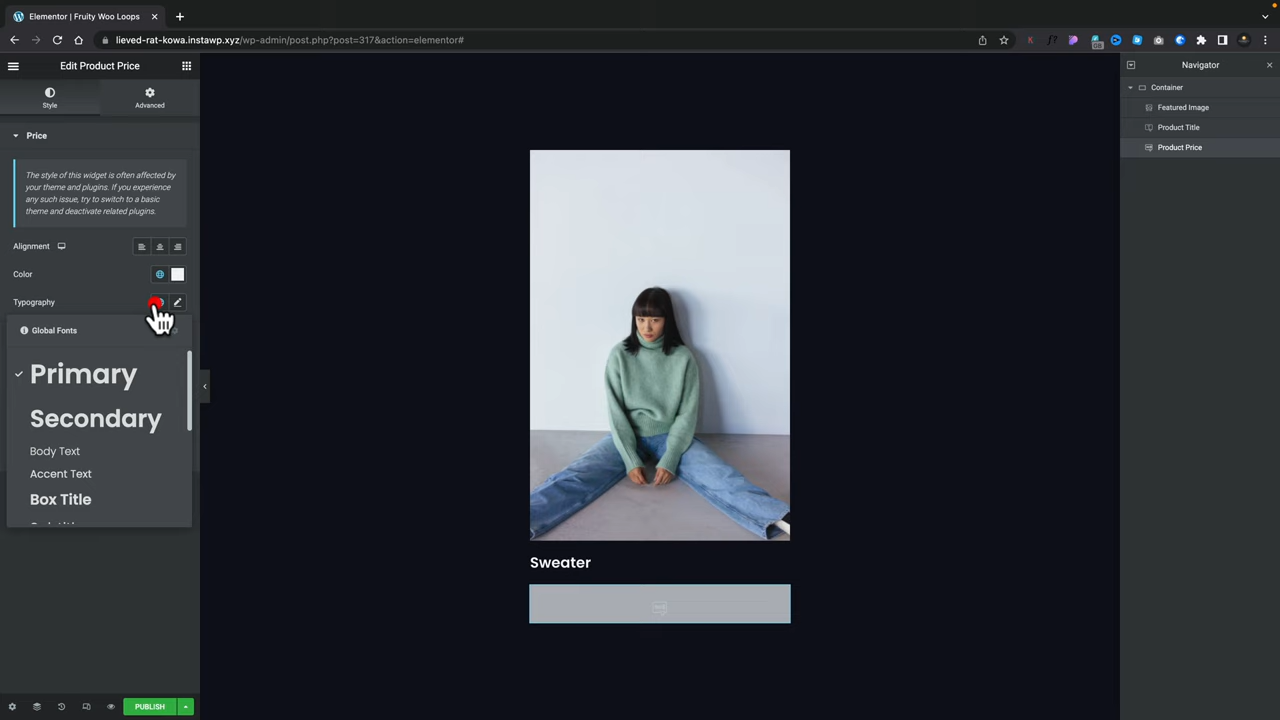 Elementor | Fruity Woo Loops
lieved-rat-kowa.instawp.xyz/wp-admin/post.php?post=317&action=elementor#
Edit Product Price
Style
Advanced
Price
The style of this widget is often affected by
your theme and plugins. If you experience
any such issue, try to switch to a basic
theme and deactivate related plugins.
Alignment
Color
Typography
Global Fonts
Primary
Secondary
Body Text
Accent Text
Box Title
PUBLISH
Sweater
Navigator
Container
Featured Image
Product Title
Product Price